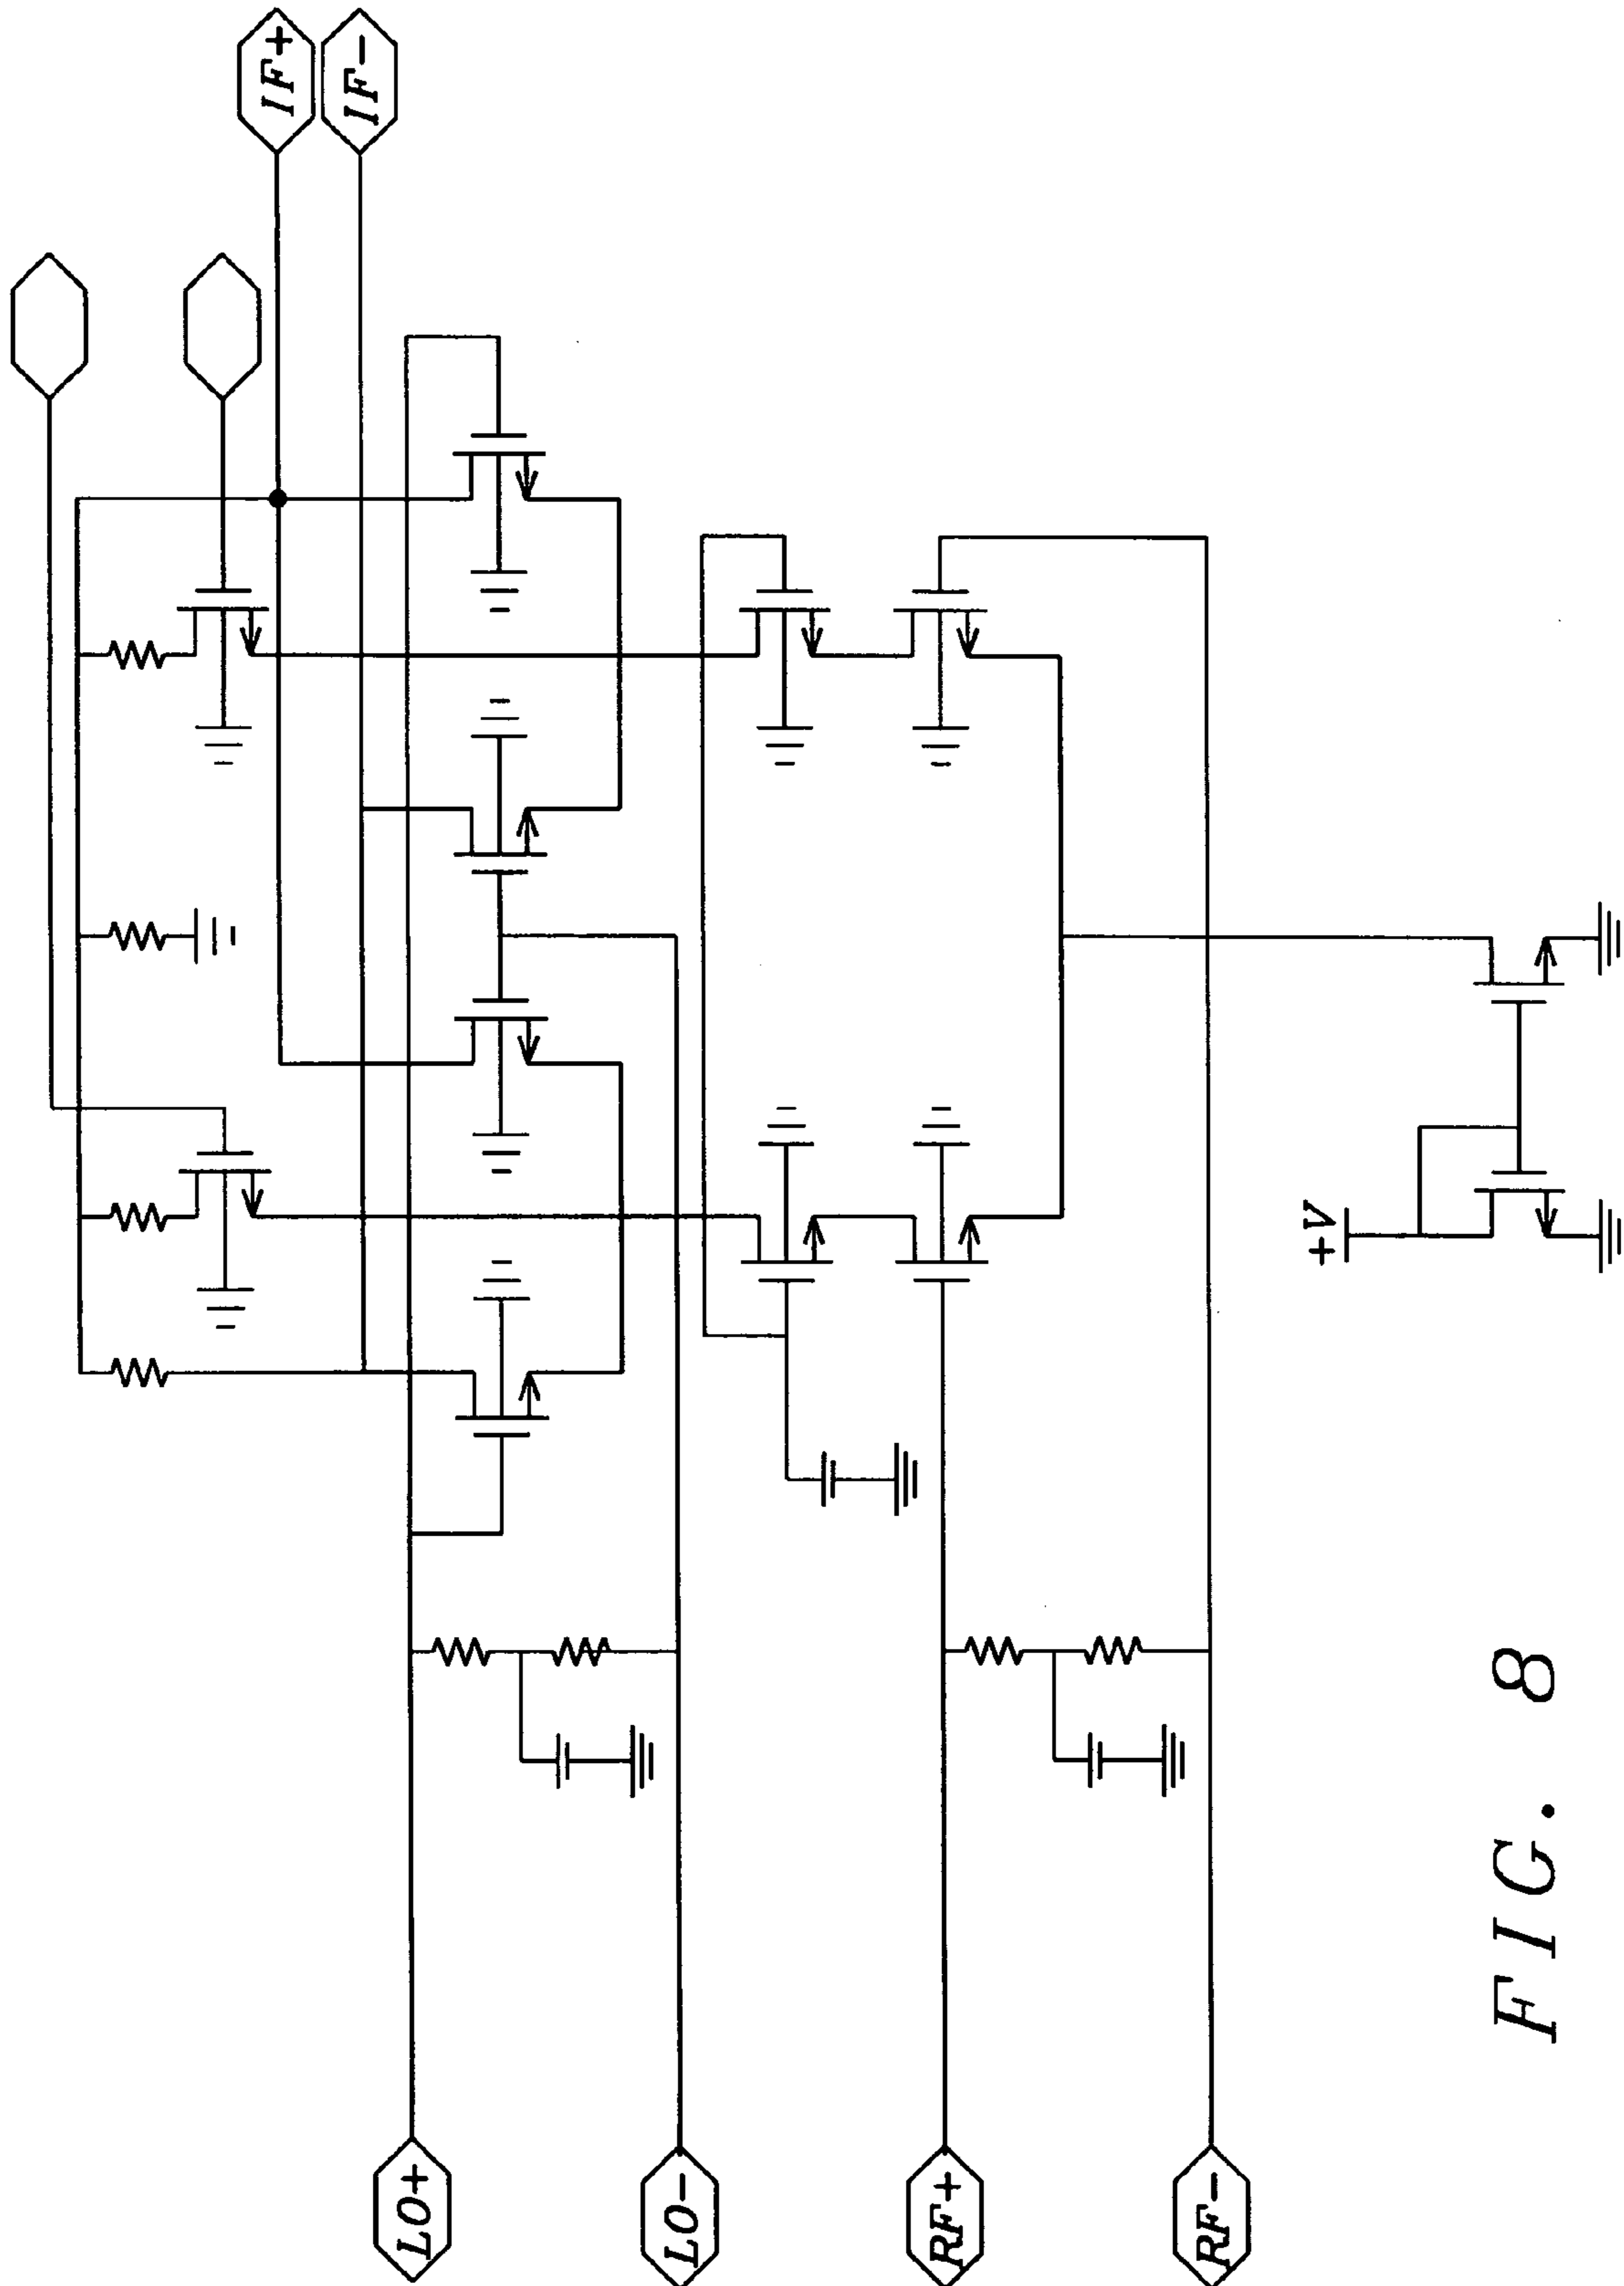 IF+
IF-
LO+
LO-
RF+
RF-
+V
FIG. 8